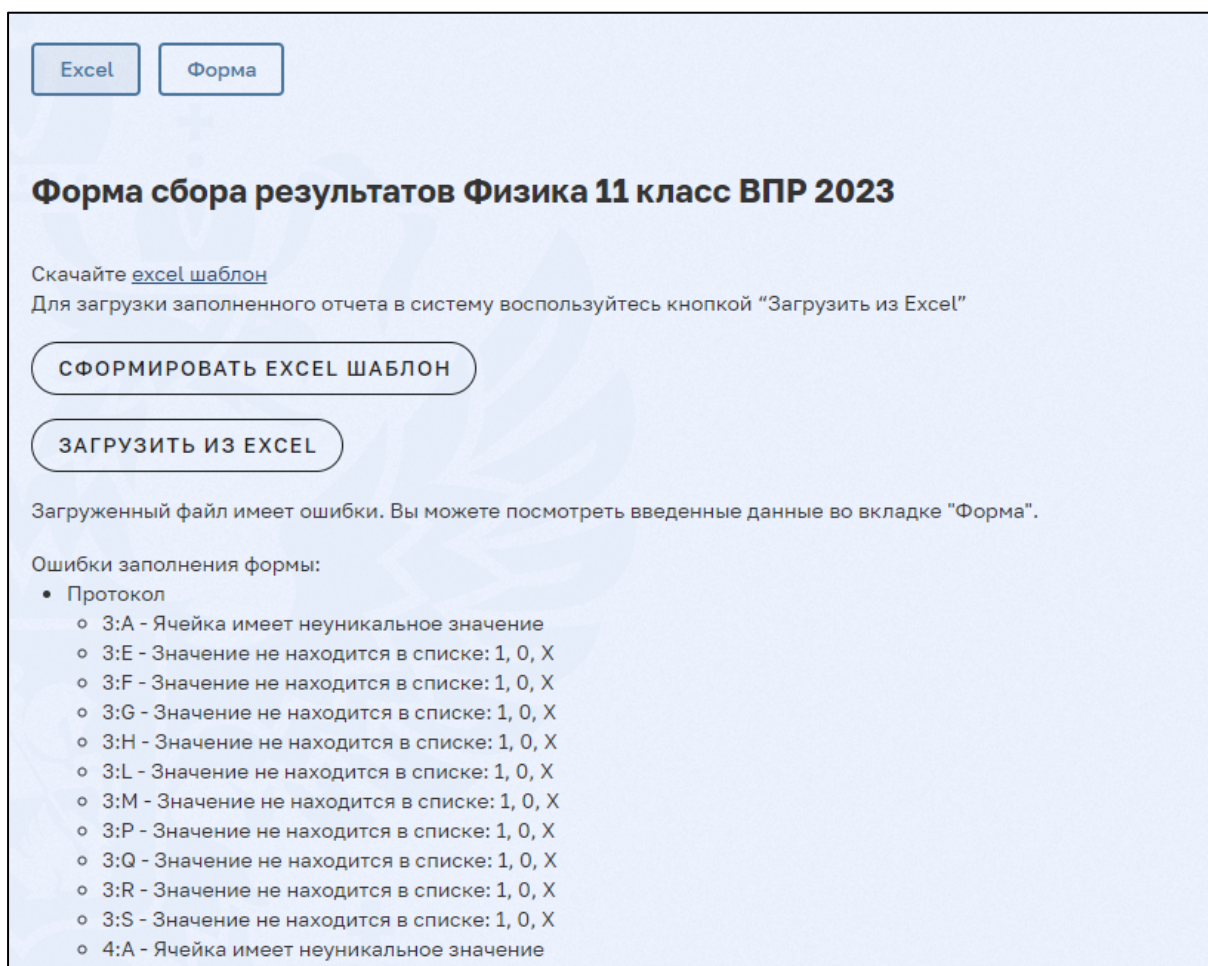 Excel Форма
Форма сбора результатов Физика 11 класс ВПР 2023
Скачайте excel шаблон
Для загрузки заполненного отчета в систему воспользуйтесь кнопкой “Загрузить из Excel”
СФОРМИРОВАТЬ EXCEL ШАБЛОН
ЗАГРУЗИТЬ ИЗ EXCEL
Загруженный файл имеет ошибки. Вы можете посмотреть введенные данные во вкладке "Форма".
Ошибки заполнения формы:
• Протокол
◦ 3:A - Ячейка имеет неуникальное значение
◦ 3:E - Значение не находится в списке: 1, 0, X
◦ 3:F - Значение не находится в списке: 1, 0, X
◦ 3:G - Значение не находится в списке: 1, 0, X
◦ 3:H - Значение не находится в списке: 1, 0, X
◦ 3:L - Значение не находится в списке: 1, 0, X
◦ 3:M - Значение не находится в списке: 1, 0, X
◦ 3:P - Значение не находится в списке: 1, 0, X
◦ 3:Q - Значение не находится в списке: 1, 0, X
◦ 3:R - Значение не находится в списке: 1, 0, X
◦ 3:S - Значение не находится в списке: 1, 0, X
◦ 4:A - Ячейка имеет неуникальное значение